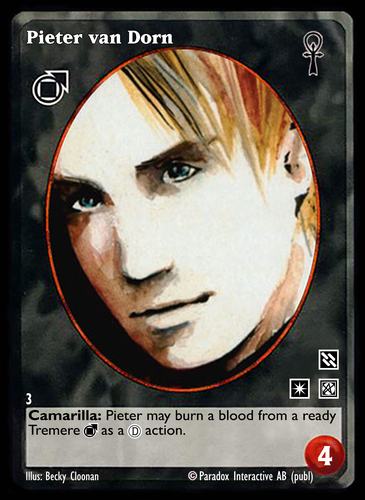 Pieter van Dorn
3
Camarilla: Pieter may burn a blood from a ready
Tremere as a D action.
4
Illus: Becky Cloonan © Paradox Interactive AB (publ)